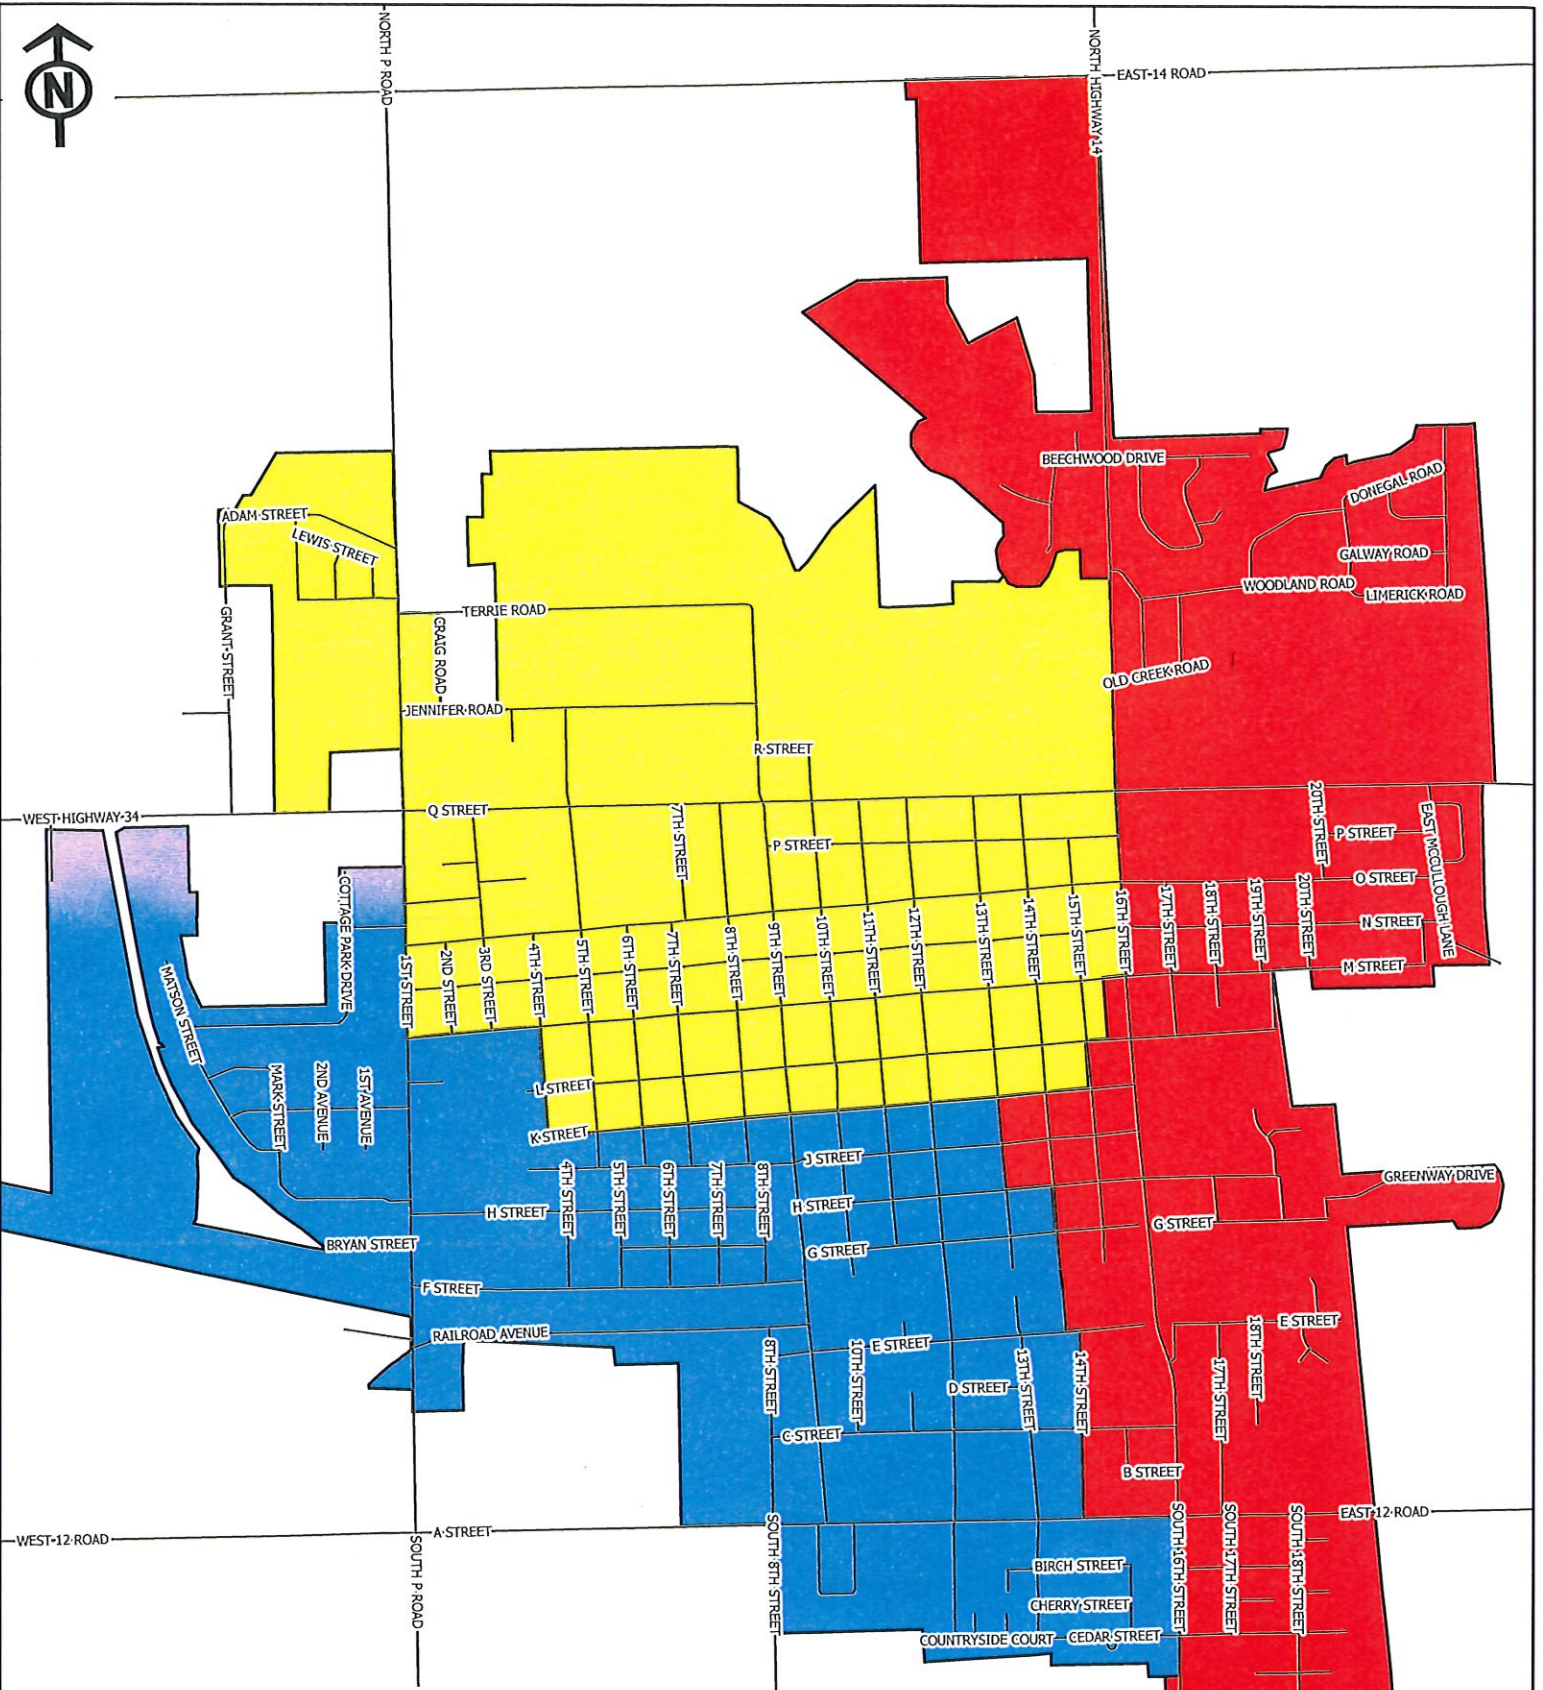 N
NORTH P ROAD
NORTH HIGHWAY 14
EAST 14 ROAD
BEECHWOOD DRIVE
DONEGAL ROAD
ADAM STREET
LEWIS STREET
GALWAY ROAD
WOODLAND ROAD
LIMERICK ROAD
TERRIE ROAD
GRANT STREET
CRAIG ROAD
OLD CREEK ROAD
JENNIFER ROAD
R STREET
WEST HIGHWAY 34
Q STREET
7TH STREET
P STREET
20TH STREET
P STREET
EAST MCCULLOUGH LANE
O STREET
N STREET
M STREET
COTTAGE PARK DRIVE
MATSON STREET
1ST STREET
2ND STREET
3RD STREET
4TH STREET
5TH STREET
6TH STREET
7TH STREET
8TH STREET
9TH STREET
10TH STREET
11TH STREET
12TH STREET
13TH STREET
14TH STREET
15TH STREET
16TH STREET
17TH STREET
18TH STREET
19TH STREET
20TH STREET
MARK STREET
2ND AVENUE
1ST AVENUE
L STREET
K STREET
J STREET
4TH STREET
5TH STREET
6TH STREET
7TH STREET
8TH STREET
H STREET
H STREET
GREENWAY DRIVE
G STREET
BRYAN STREET
G STREET
F STREET
RAILROAD AVENUE
E STREET
E STREET
8TH STREET
10TH STREET
13TH STREET
14TH STREET
17TH STREET
18TH STREET
D STREET
C STREET
B STREET
WEST 12 ROAD
A STREET
EAST 12 ROAD
SOUTH P ROAD
SOUTH 8TH STREET
SOUTH 16TH STREET
SOUTH 17TH STREET
SOUTH 18TH STREET
BIRCH STREET
CHERRY STREET
COUNTRYSIDE COURT
CEDAR STREET